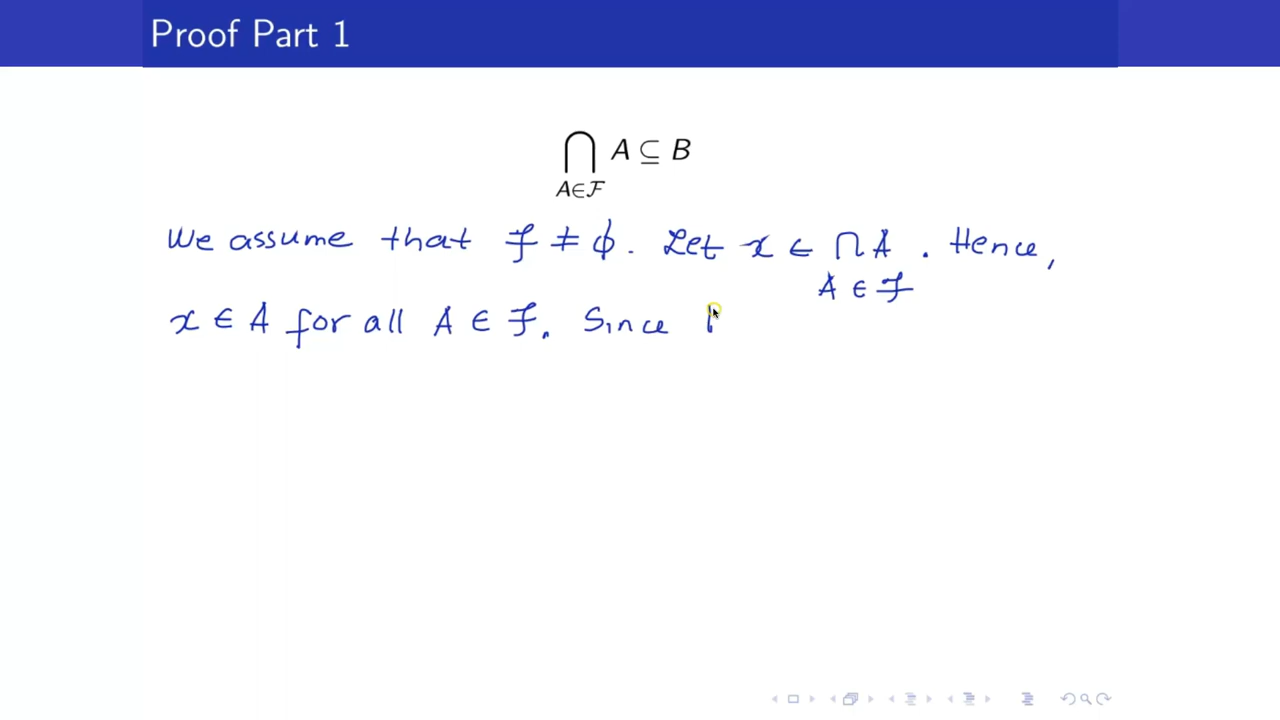 Proof Part 1
⋂ A ⊆ B
A∈ℱ
We assume that ℱ ≠ ϕ. Let x ∈ ⋂ A . Hence,
A ∈ ℱ
x ∈ A for all A ∈ ℱ. Since